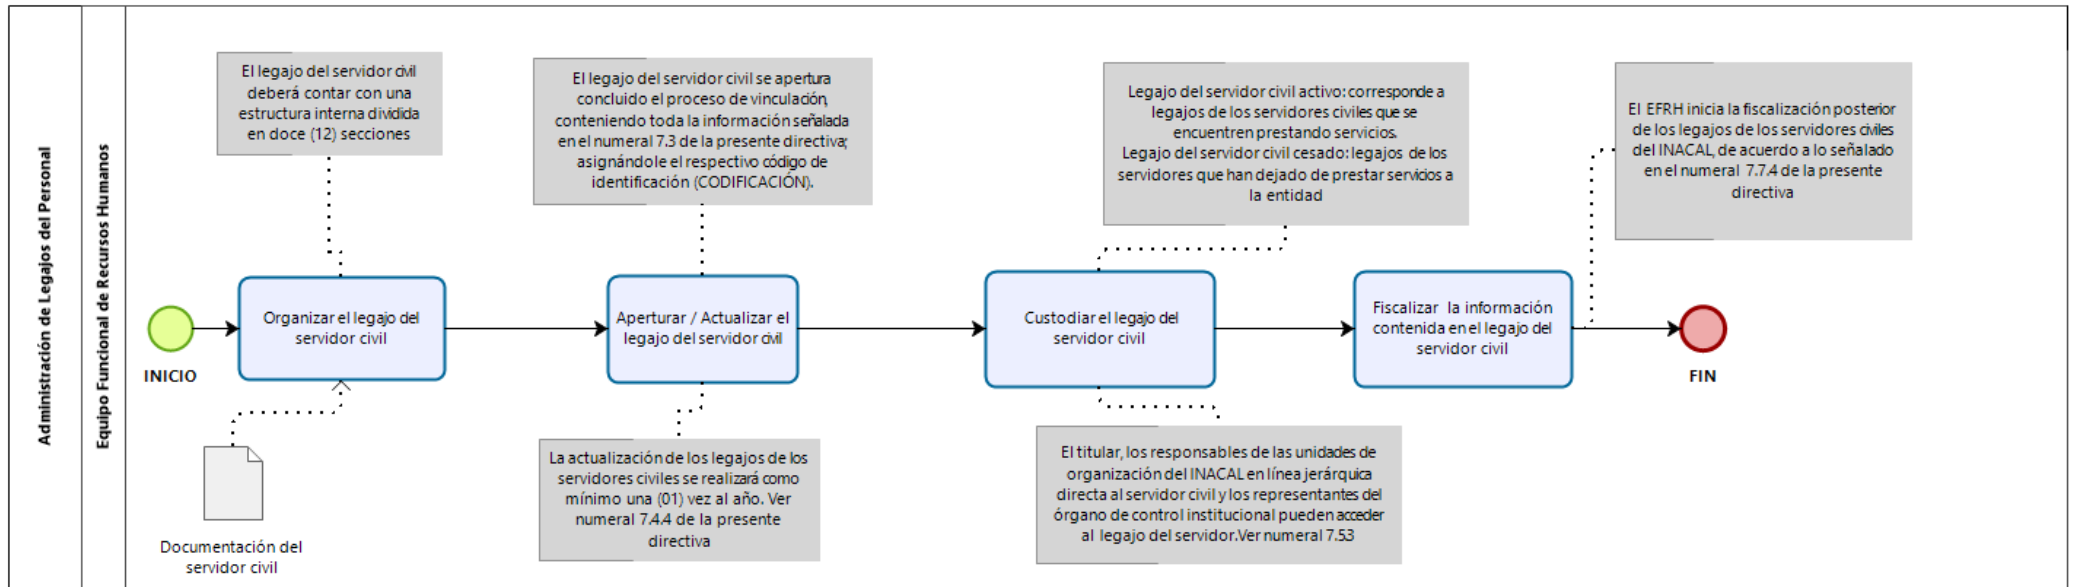 Administración de Legajos del Personal
Equipo Funcional de Recursos Humanos
El legajo del servidor civil
deberá contar con una
estructura interna dividida
en doce (12) secciones
El legajo del servidor civil se apertura
concluido el proceso de vinculación,
conteniendo toda la información señalada
en el numeral 7.3 de la presente directiva;
asignándole el respectivo código de
identificación (CODIFICACIÓN).
Legajo del servidor civil activo: corresponde a
legajos de los servidores civiles que se
encuentren prestando servicios.
Legajo del servidor civil cesado: legajos de los
servidores que han dejado de prestar servicios a
la entidad
El EFRH inicia la fiscalización posterior
de los legajos de los servidores civiles
del INACAL, de acuerdo a lo señalado
en el numeral 7.7.4 de la presente
directiva
INICIO
Organizar el legajo del
servidor civil
Aperturar / Actualizar el
legajo del servidor civil
Custodiar el legajo del
servidor civil
Fiscalizar la información
contenida en el legajo del
servidor civil
FIN
Documentación del
servidor civil
La actualización de los legajos de los
servidores civiles se realizará como
mínimo una (01) vez al año. Ver
numeral 7.4.4 de la presente
directiva
El titular, los responsables de las unidades de
organización del INACAL en línea jerárquica
directa al servidor civil y los representantes del
órgano de control institucional pueden acceder
al legajo del servidor.Ver numeral 7.53